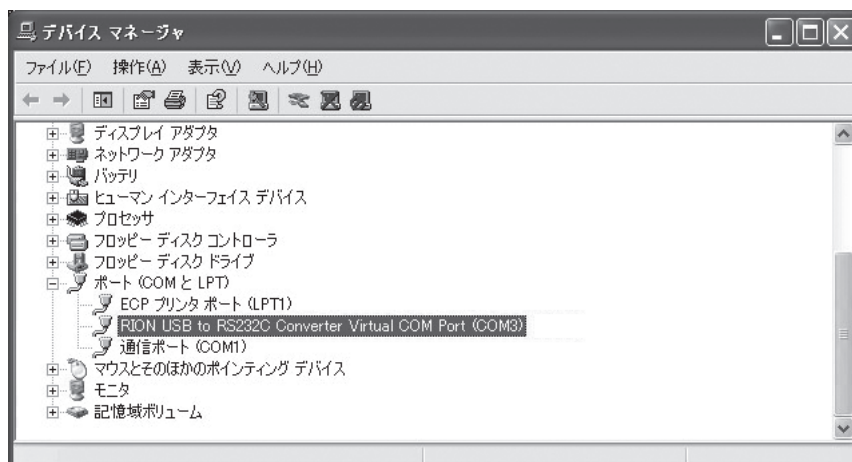 デバイス マネージャ
ファイル(F) 操作(A) 表示(V) ヘルプ(H)
ディスプレイ アダプタ
ネットワーク アダプタ
バッテリ
ヒューマン インターフェイス デバイス
プロセッサ
フロッピー ディスク コントローラ
フロッピー ディスク ドライブ
ポート (COM と LPT)
ECP プリンタ ポート (LPT1)
RION USB to RS232C Converter Virtual COM Port (COM3)
通信ポート (COM1)
マウスとそのほかのポインティング デバイス
モニタ
記憶域ボリューム